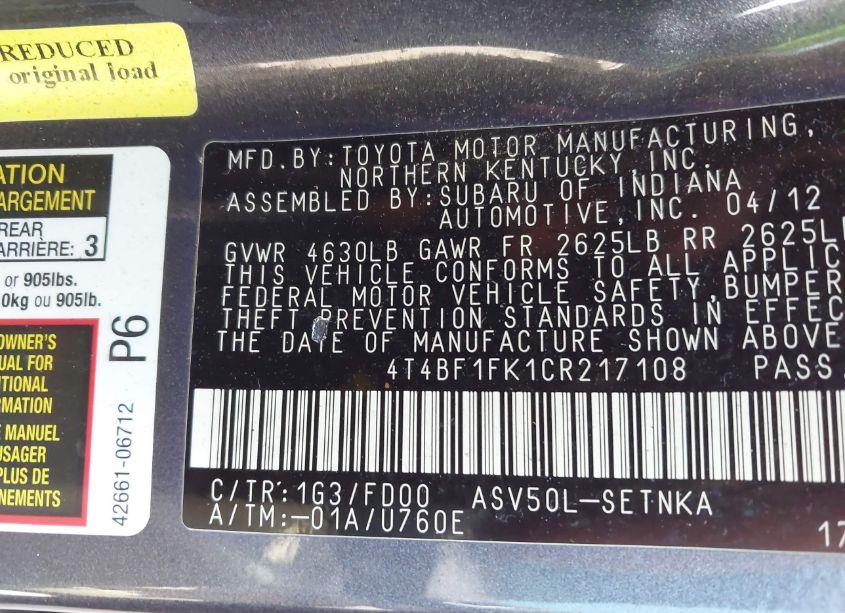 REDUCED
original load
ATION
ARGEMENT
REAR
ARRIÈRE: 3
or 905lbs.
0kg ou 905lb.
OWNER'S
UAL FOR
ITIONAL
RMATION
E MANUEL
USAGER
PLUS DE
NEMENTS
P6
42661-06712
MFD.BY:TOYOTA MOTOR MANUFACTURING,
NORTHERN KENTUCKY,INC.
ASSEMBLED BY:SUBARU OF INDIANA
AUTOMOTIVE,INC. 04/12
GVWR 4630LB GAWR FR 2625LB RR 2625L
THIS VEHICLE CONFORMS TO ALL APPLIC
FEDERAL MOTOR VEHICLE SAFETY,BUMPER
THEFT PREVENTION STANDARDS IN EFFEC
THE DATE OF MANUFACTURE SHOWN ABOVE
4T4BF1FK1CR217108 PASS.
C/TR:1G3/FD00 ASV50L-SETNKA
A/TM:-01A/U760E
17